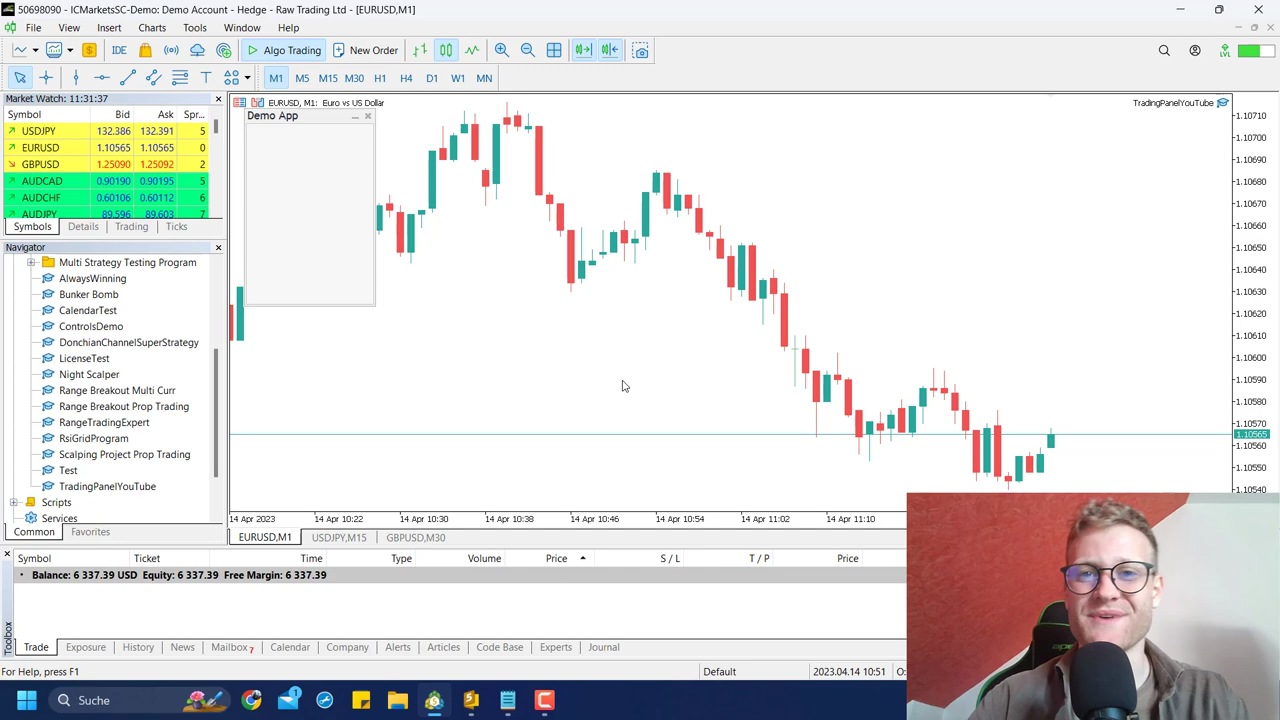 50698090 - ICMarketsSC-Demo: Demo Account - Hedge - Raw Trading Ltd - [EURUSD,M1]
File View Insert Charts Tools Window Help
IDE Algo Trading New Order LVL
M1 M5 M15 M30 H1 H4 D1 W1 MN
Market Watch: 11:31:37
Symbol Bid Ask Spr...
USDJPY 132.386 132.391 5
EURUSD 1.10565 1.10565 0
GBPUSD 1.25090 1.25092 2
AUDCAD 0.90190 0.90195 5
AUDCHF 0.60106 0.60112 6
AUDJPY 89.596 89.603 7
Symbols Details Trading Ticks
Navigator
Multi Strategy Testing Program
AlwaysWinning
Bunker Bomb
CalendarTest
ControlsDemo
DonchianChannelSuperStrategy
LicenseTest
Night Scalper
Range Breakout Multi Curr
Range Breakout Prop Trading
RangeTradingExpert
RsiGridProgram
Scalping Project Prop Trading
Test
TradingPanelYouTube
Scripts
Services
Common Favorites
EURUSD, M1: Euro vs US Dollar
TradingPanelYouTube
Demo App
1.10710
1.10690
1.10680
1.10670
1.10660
1.10650
1.10640
1.10630
1.10620
1.10610
1.10600
1.10590
1.10580
1.10570
1.10565
1.10560
1.10550
1.10540
14 Apr 2023 14 Apr 10:22 14 Apr 10:30 14 Apr 10:38 14 Apr 10:46 14 Apr 10:54 14 Apr 11:02 14 Apr 11:10
EURUSD,M1 USDJPY,M15 GBPUSD,M30
Symbol Ticket Time Type Volume Price S / L T / P Price
Balance: 6 337.39 USD Equity: 6 337.39 Free Margin: 6 337.39
Toolbox
Trade Exposure History News Mailbox 7 Calendar Company Alerts Articles Code Base Experts Journal
For Help, press F1
Default
2023.04.14 10:51
O:
Suche
1
5